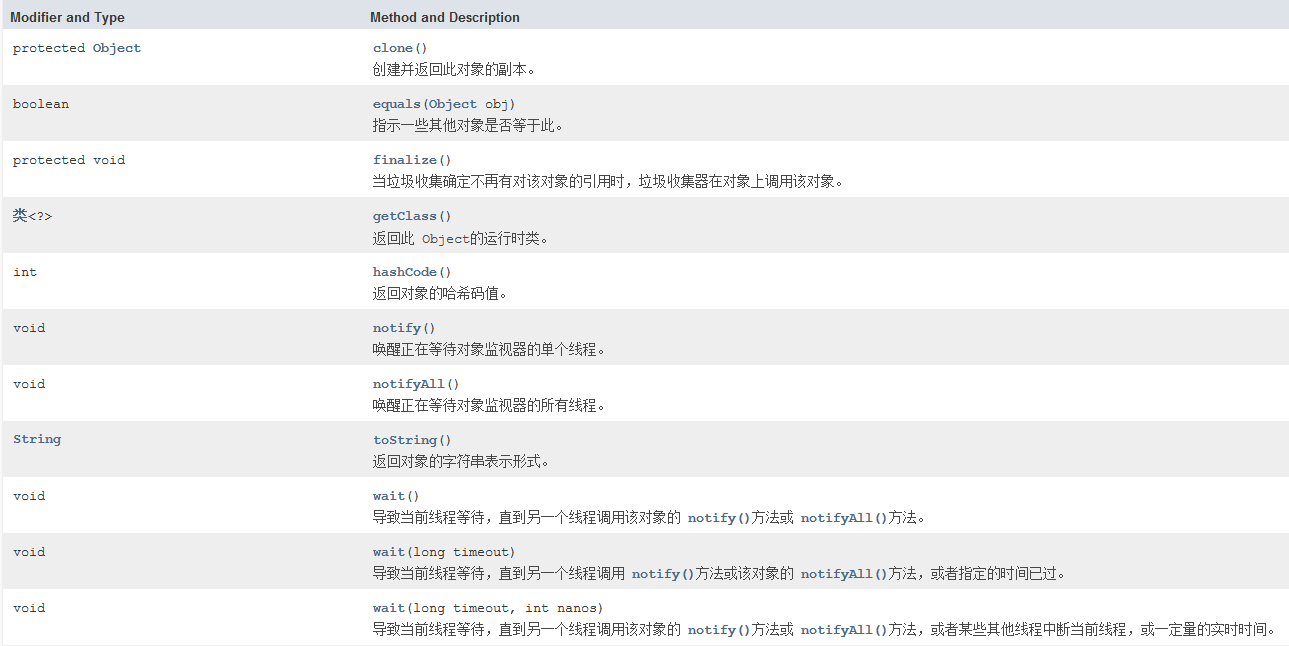 Modifier and Type Method and Description
protected Object clone()
创建并返回此对象的副本。
boolean equals(Object obj)
指示一些其他对象是否等于此。
protected void finalize()
当垃圾收集确定不再有对该对象的引用时，垃圾收集器在对象上调用该对象。
类<?> getClass()
返回此 Object的运行时类。
int hashCode()
返回对象的哈希码值。
void notify()
唤醒正在等待对象监视器的单个线程。
void notifyAll()
唤醒正在等待对象监视器的所有线程。
String toString()
返回对象的字符串表示形式。
void wait()
导致当前线程等待，直到另一个线程调用该对象的 notify()方法或 notifyAll()方法。
void wait(long timeout)
导致当前线程等待，直到另一个线程调用 notify()方法或该对象的 notifyAll()方法，或者指定的时间已过。
void wait(long timeout, int nanos)
导致当前线程等待，直到另一个线程调用该对象的 notify()方法或 notifyAll()方法，或者某些其他线程中断当前线程，或一定量的实时时间。